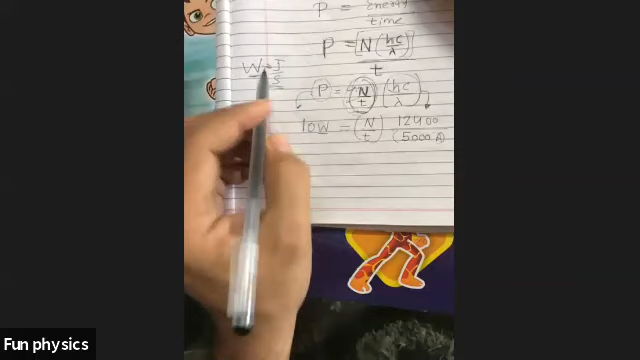 P = energy
time
P = [N (hc/λ)]
t
W = J/S
P = (N/t) (hc/λ)
10W = (N/t) 12400
(5000 A)
Fun physics